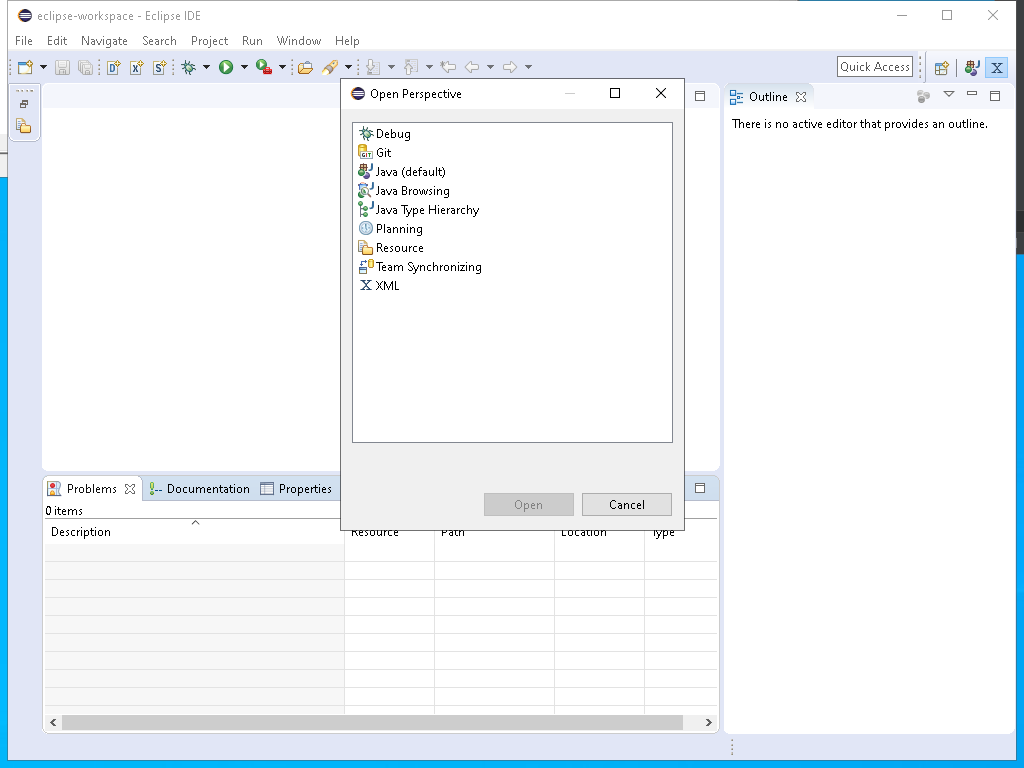 eclipse-workspace - Eclipse IDE
File Edit Navigate Search Project Run Window Help
Quick Access
Open Perspective
Debug
Git
Java (default)
Java Browsing
Java Type Hierarchy
Planning
Resource
Team Synchronizing
XML
Open Cancel
Outline
There is no active editor that provides an outline.
Problems Documentation Properties
0 items
Description Resource Path Location Type